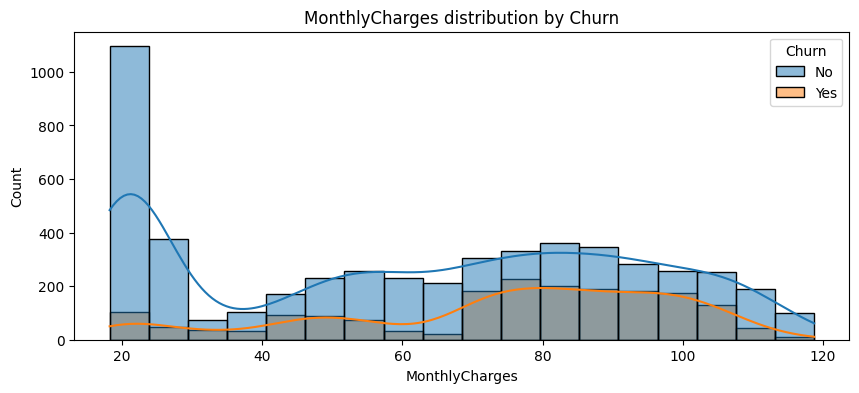 MonthlyCharges distribution by Churn
Churn
No
Yes
Count
1000
800
600
400
200
0
20 40 60 80 100 120
MonthlyCharges